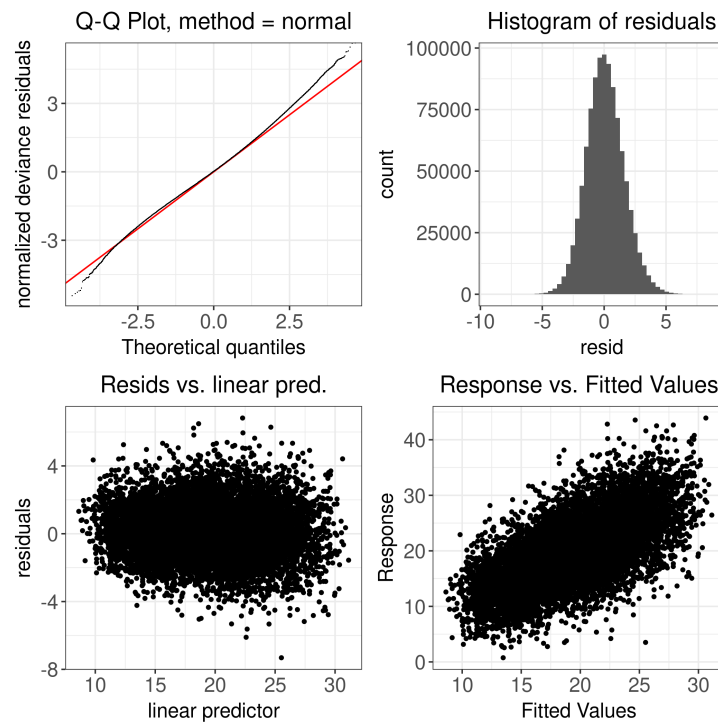 Q-Q Plot, method = normal
normalized deviance residuals
3
0
-3
-2.5 0.0 2.5
Theoretical quantiles
Histogram of residuals
count
100000
75000
50000
25000
0
-10 -5 0 5
resid
Resids vs. linear pred.
residuals
4
0
-4
-8
10 15 20 25 30
linear predictor
Response vs. Fitted Values
Response
40
30
20
10
0
10 15 20 25 30
Fitted Values